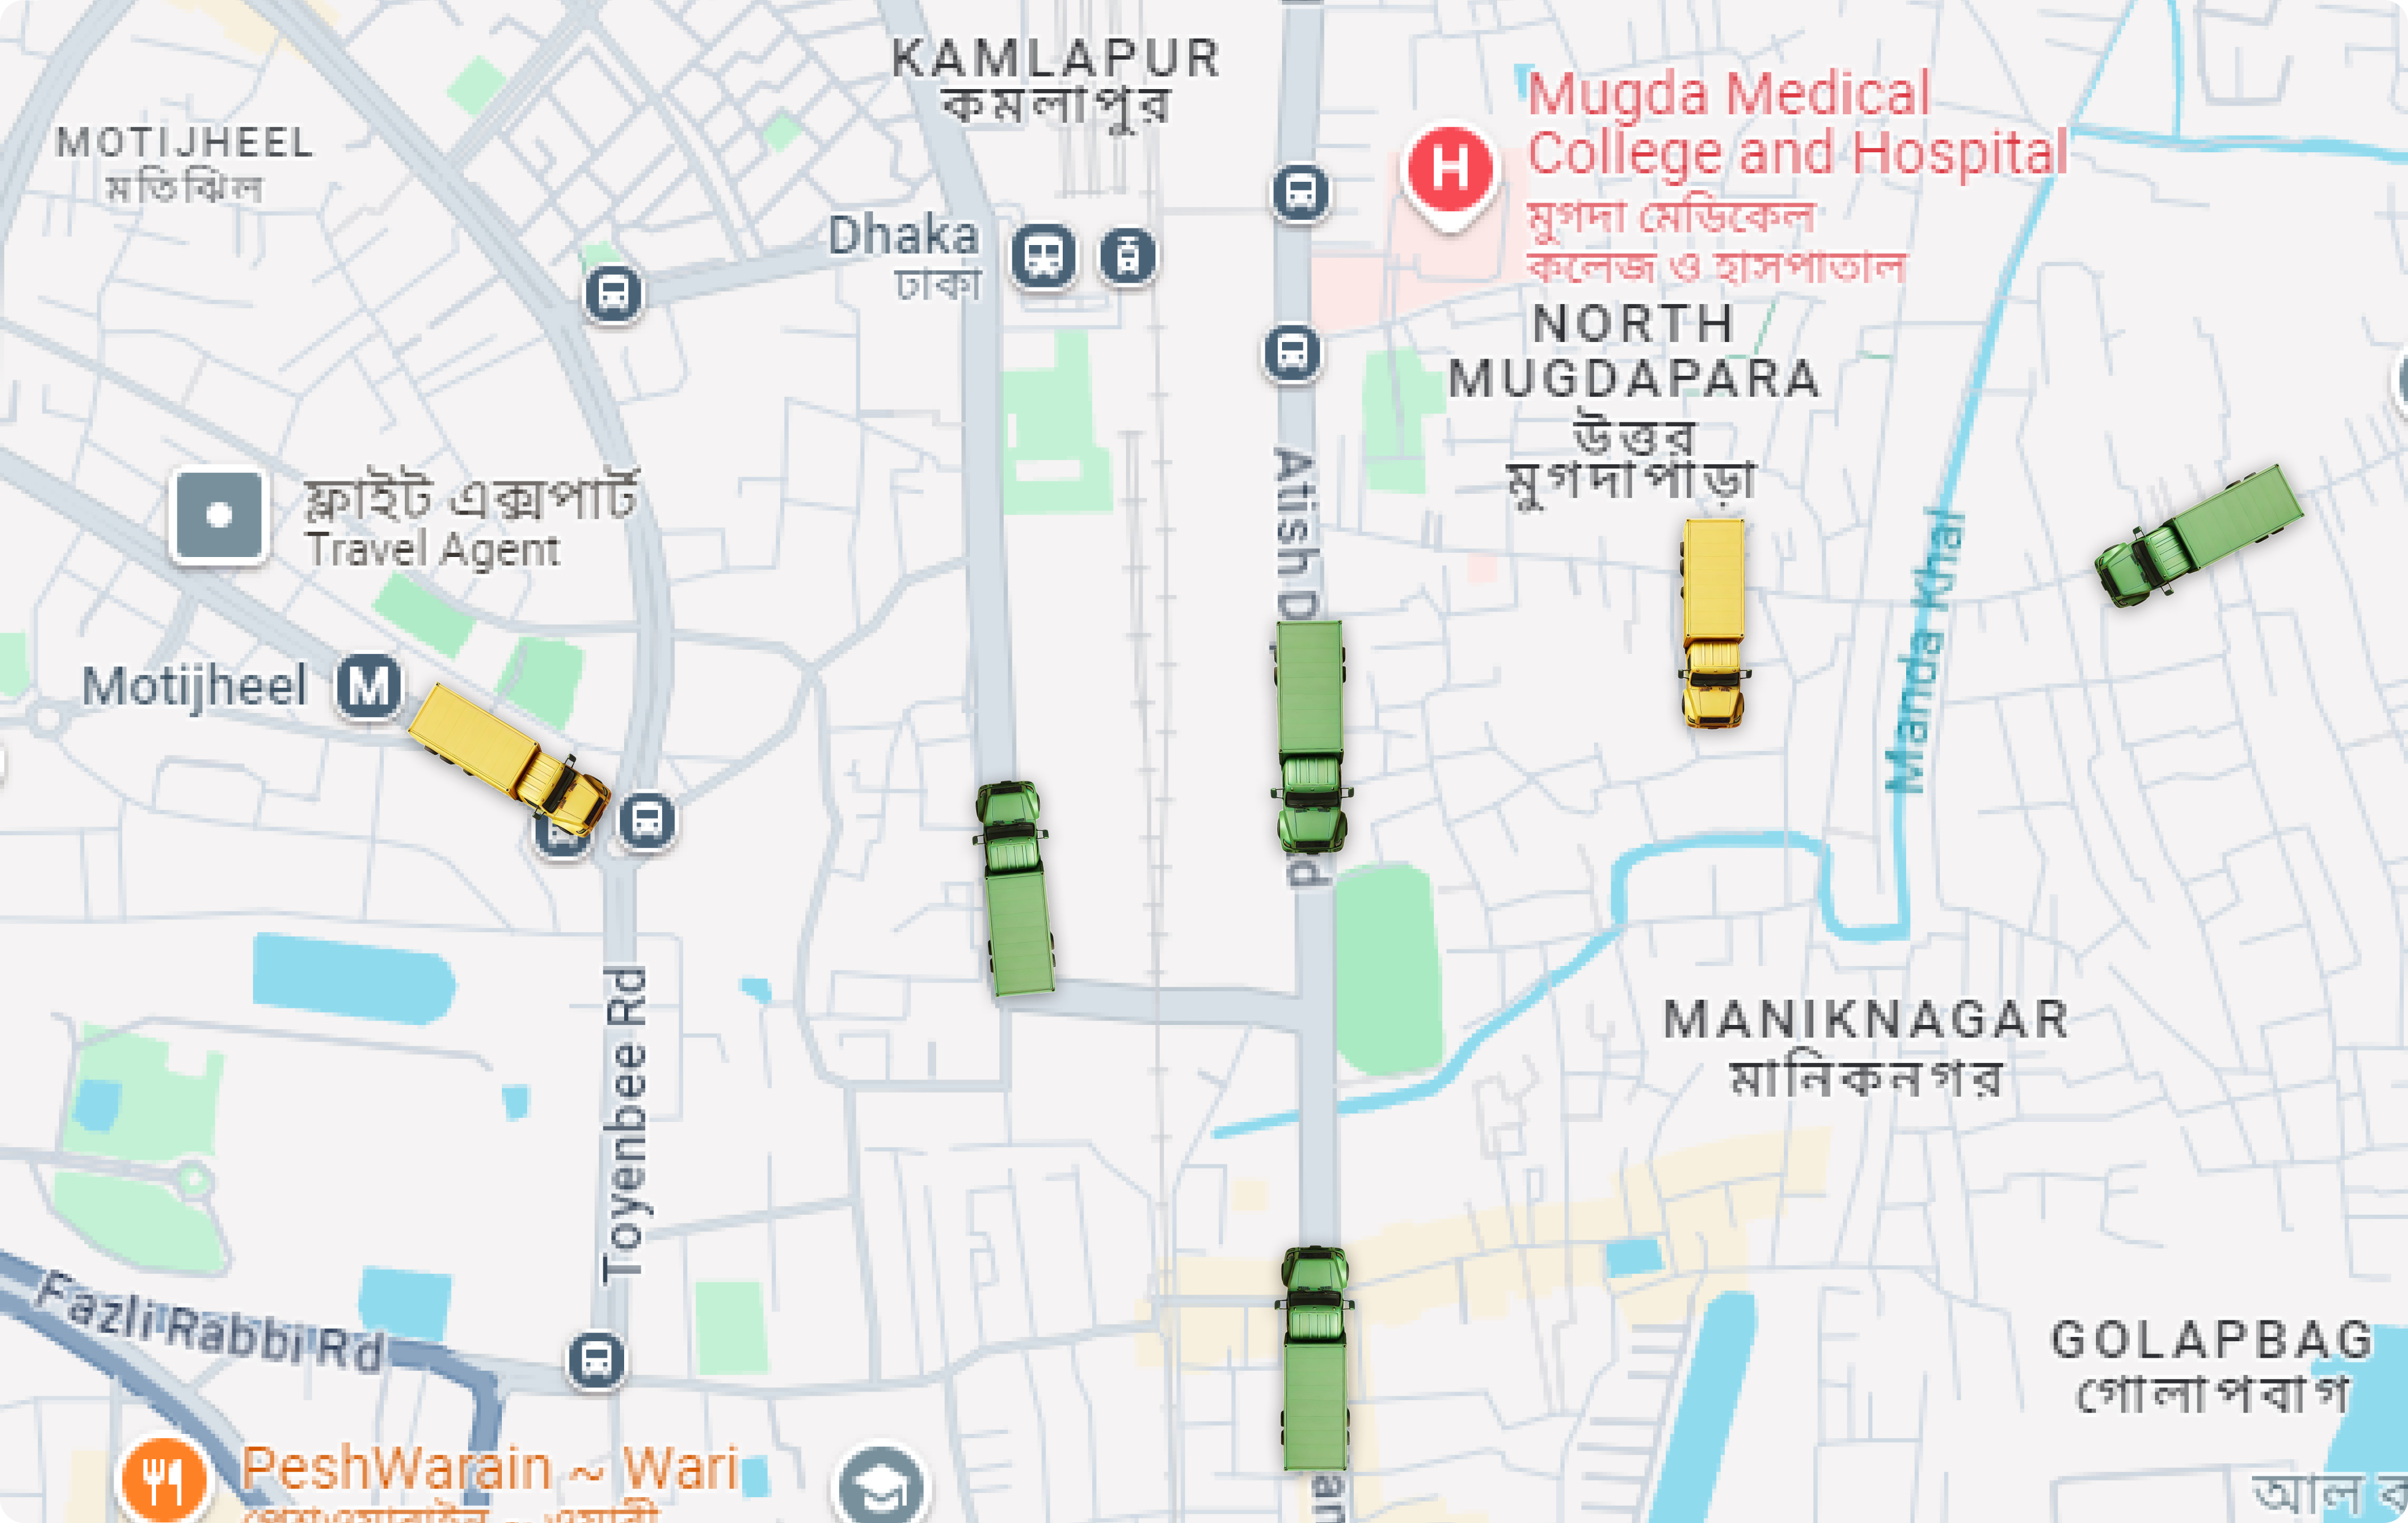 KAMLAPUR
কমলাপুর
Mugda Medical
College and Hospital
মুগদা মেডিকেল
কলেজ ও হাসপাতাল
H
MOTIJHEEL
মতিঝিল
Dhaka
ঢাকা
NORTH
MUGDAPARA
উত্তর
মুগদাপাড়া
Atish D
p
ফ্লাইট এক্সপার্ট
Travel Agent
Motijheel
M
Manda Khal
MANIKNAGAR
মানিকনগর
Toyenbee Rd
Fazli Rabbi Rd
GOLAPBAG
গোলাপবাগ
PeshWarain ~ Wari
আল